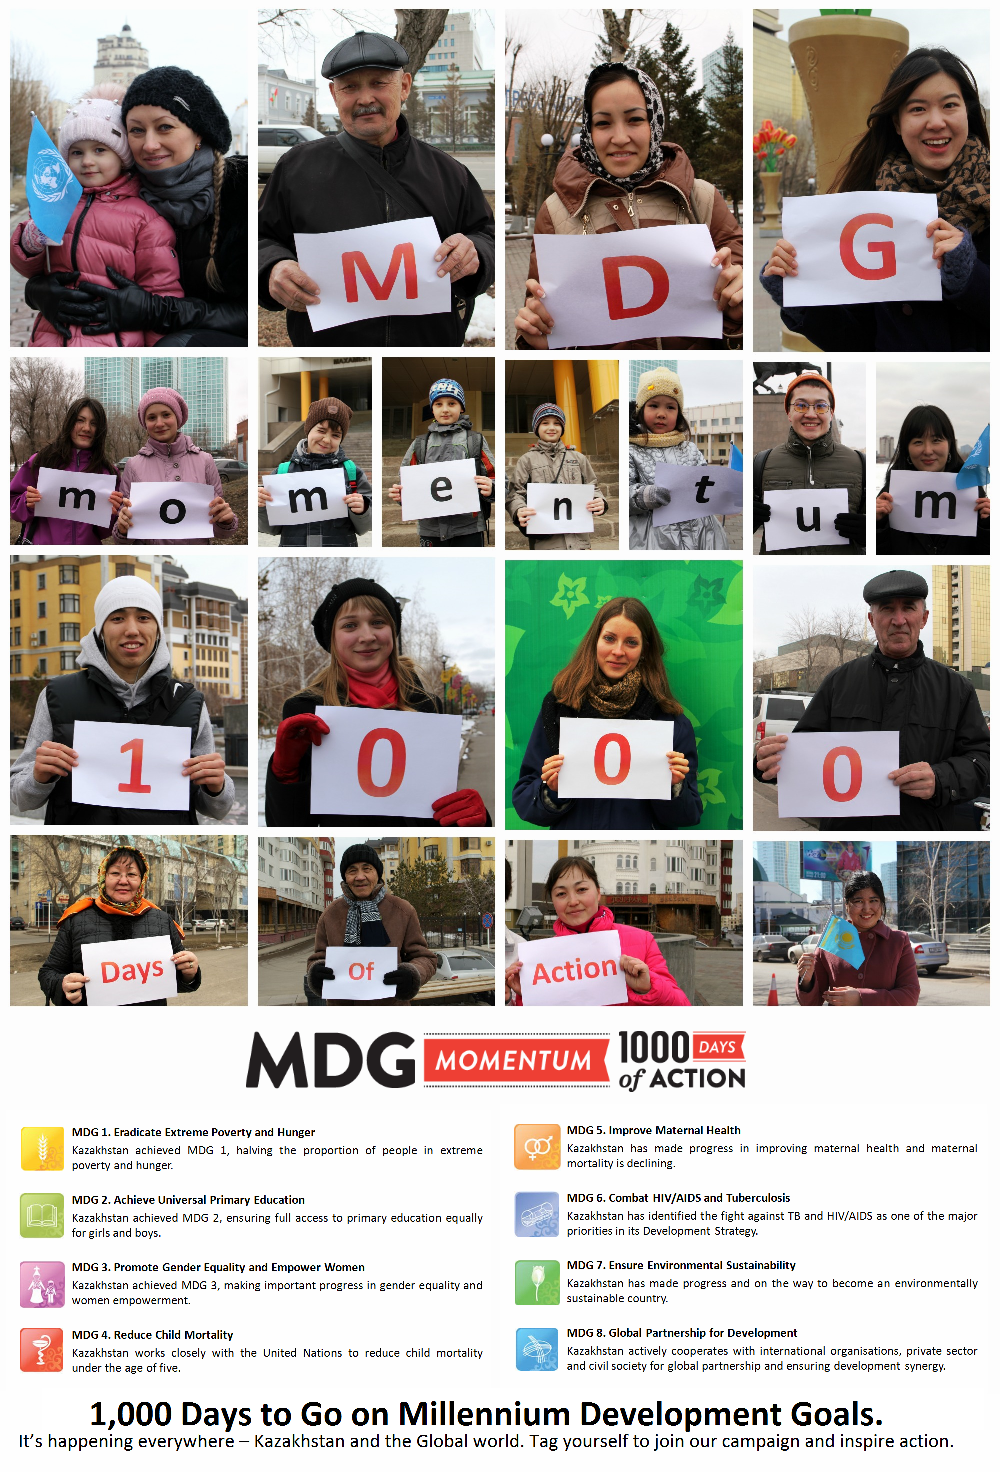 M
D
G
m
o
m
e
n
t
u
m
1
0
0
0
Days
Of
Action
MDG MOMENTUM 1000 DAYS
of ACTION
MDG 1. Eradicate Extreme Poverty and Hunger
Kazakhstan achieved MDG 1, halving the proportion of people in extreme
poverty and hunger.
MDG 2. Achieve Universal Primary Education
Kazakhstan achieved MDG 2, ensuring full access to primary education equally
for girls and boys.
MDG 3. Promote Gender Equality and Empower Women
Kazakhstan achieved MDG 3, making important progress in gender equality and
women empowerment.
MDG 4. Reduce Child Mortality
Kazakhstan works closely with the United Nations to reduce child mortality
under the age of five.
MDG 5. Improve Maternal Health
Kazakhstan has made progress in improving maternal health and maternal
mortality is declining.
MDG 6. Combat HIV/AIDS and Tuberculosis
Kazakhstan has identified the fight against TB and HIV/AIDS as one of the major
priorities in its Development Strategy.
MDG 7. Ensure Environmental Sustainability
Kazakhstan has made progress and on the way to become an environmentally
sustainable country.
MDG 8. Global Partnership for Development
Kazakhstan actively cooperates with international organisations, private sector
and civil society for global partnership and ensuring development synergy.
1,000 Days to Go on Millennium Development Goals.
It's happening everywhere – Kazakhstan and the Global world. Tag yourself to join our campaign and inspire action.